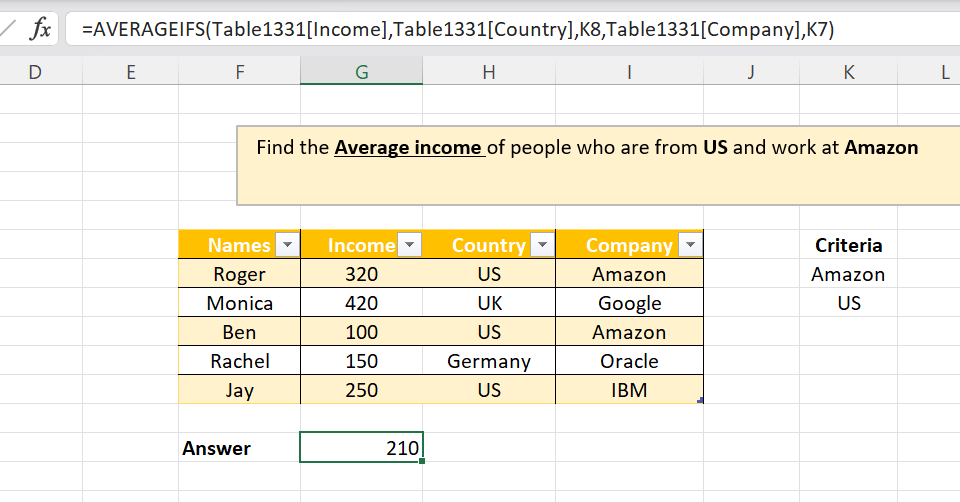 fx =AVERAGEIFS(Table1331[Income],Table1331[Country],K8,Table1331[Company],K7)
D E F G H I J K L
Find the Average income of people who are from US and work at Amazon
Names Income Country Company Criteria
Roger 320 US Amazon Amazon
Monica 420 UK Google US
Ben 100 US Amazon
Rachel 150 Germany Oracle
Jay 250 US IBM
Answer 210